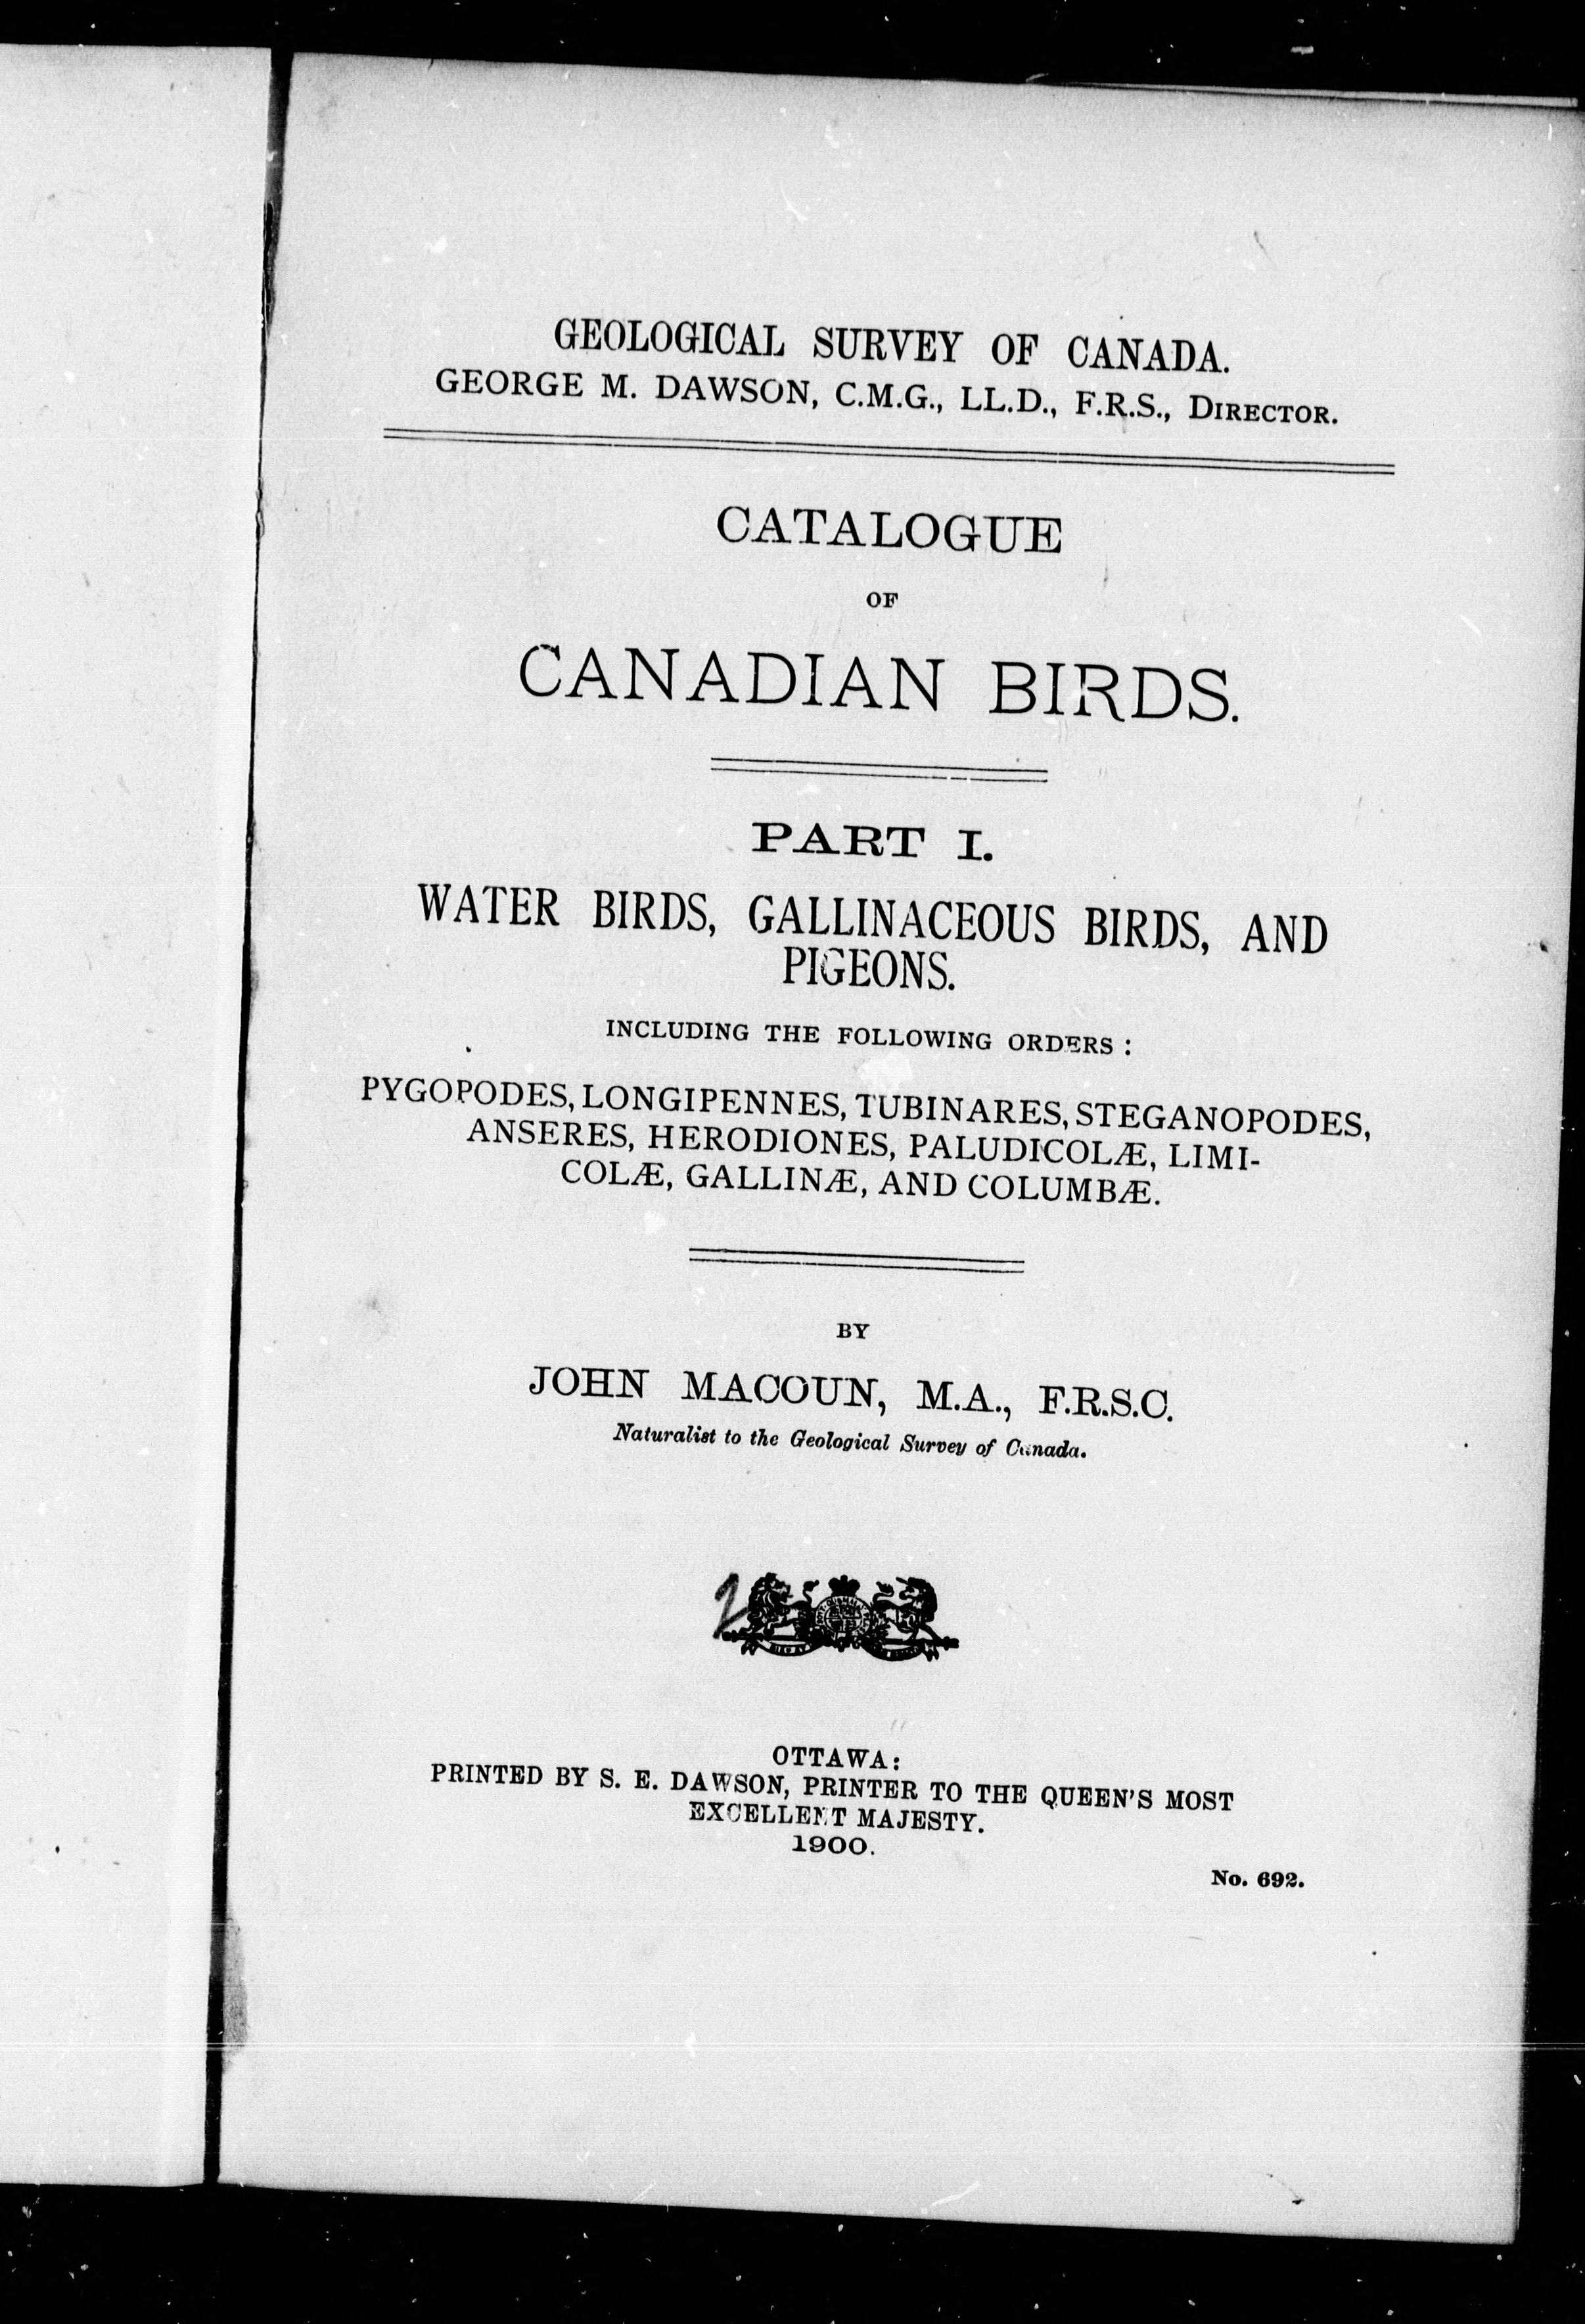 GEOLOGICAL SURVEY OF CANADA.
GEORGE M. DAWSON, C.M.G., LL.D., F.R.S., DIRECTOR.
CATALOGUE
OF
CANADIAN BIRDS.
PART I.
WATER BIRDS, GALLINACEOUS BIRDS, AND
PIGEONS.
INCLUDING THE FOLLOWING ORDERS :
PYGOPODES, LONGIPENNES, TUBINARES, STEGANOPODES,
ANSERES, HERODIONES, PALUDICOLÆ, LIMI-
COLÆ, GALLINÆ, AND COLUMBÆ.
BY
JOHN MACOUN, M.A., F.R.S.C.
Naturalist to the Geological Survey of Canada.
2
OTTAWA:
PRINTED BY S. E. DAWSON, PRINTER TO THE QUEEN'S MOST
EXCELLENT MAJESTY.
1900.
No. 692.